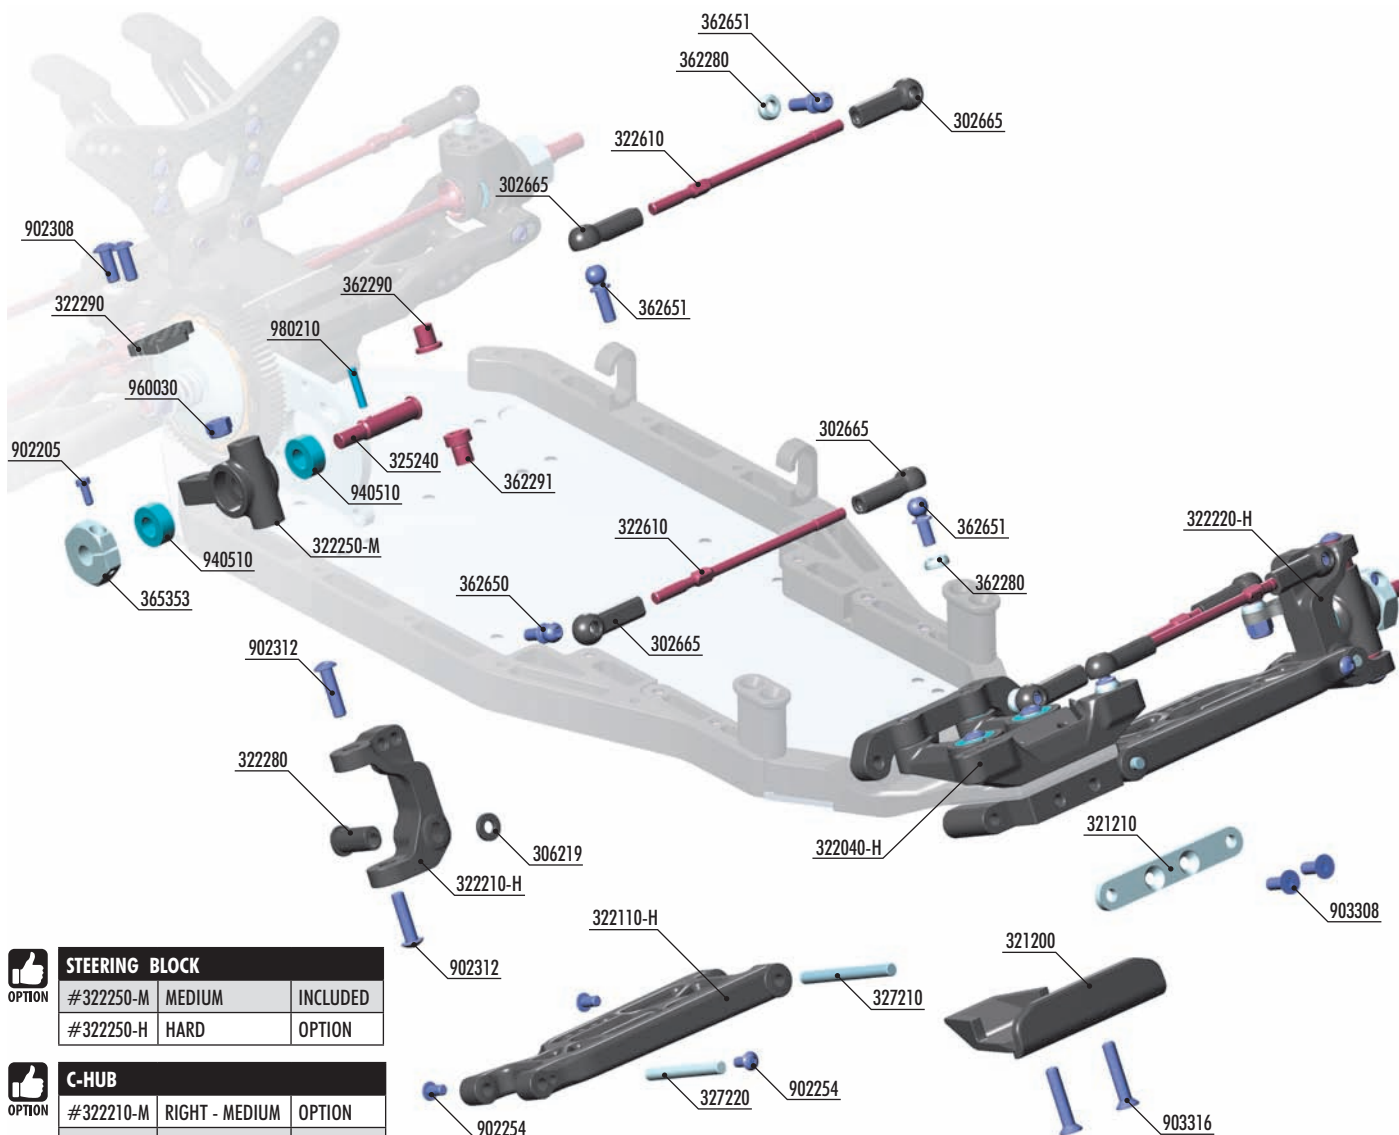 362651
362280
302665
322610
302665
902308
362290
362651
322290
980210
960030
302665
902205
325240
362291
940510
362651
322220-H
322250-M
322610
940510
362650
362280
365353
302665
902312
322280
321210
306219
322040-H
322210-H
903308
322110-H
321200
902312
327210
STEERING BLOCK
OPTION
#322250-M MEDIUM INCLUDED
#322250-H HARD OPTION
C-HUB
OPTION
#322210-M RIGHT - MEDIUM OPTION
327220
902254
902254
903316